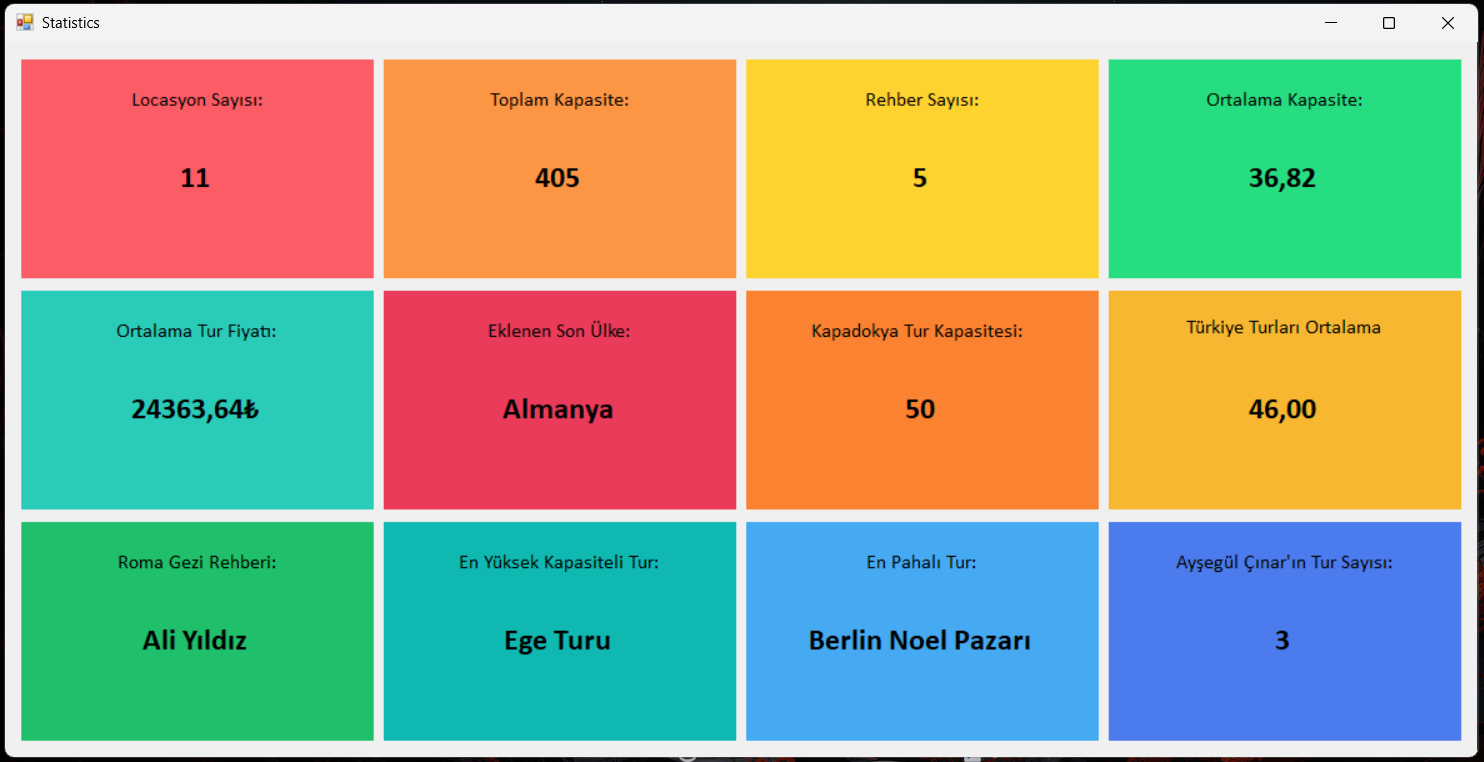 Statistics
Locasyon Sayısı:
11
Toplam Kapasite:
405
Rehber Sayısı:
5
Ortalama Kapasite:
36,82
Ortalama Tur Fiyatı:
24363,64₺
Eklenen Son Ülke:
Almanya
Kapadokya Tur Kapasitesi:
50
Türkiye Turları Ortalama
46,00
Roma Gezi Rehberi:
Ali Yıldız
En Yüksek Kapasiteli Tur:
Ege Turu
En Pahalı Tur:
Berlin Noel Pazarı
Ayşegül Çınar'ın Tur Sayısı:
3